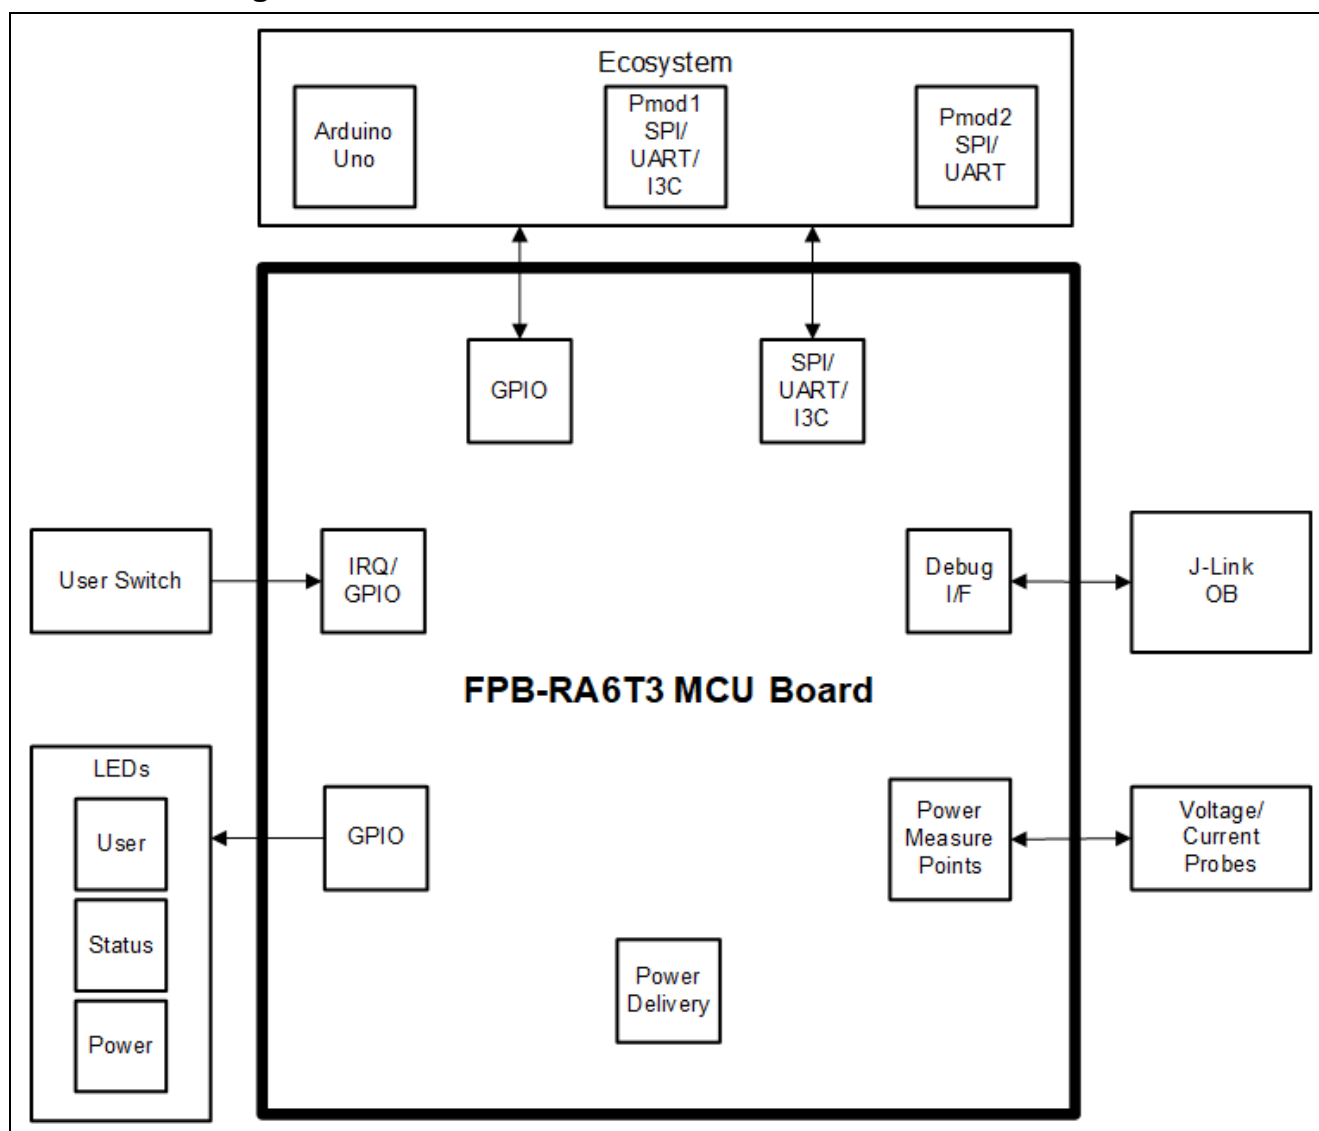 Ecosystem
Arduino
Uno
Pmod1
SPI/
UART/
I3C
Pmod2
SPI/
UART
GPIO
SPI/
UART/
I3C
User Switch
IRQ/
GPIO
Debug
I/F
J-Link
OB
FPB-RA6T3 MCU Board
LEDs
User
Status
Power
GPIO
Power
Measure
Points
Voltage/
Current
Probes
Power
Delivery